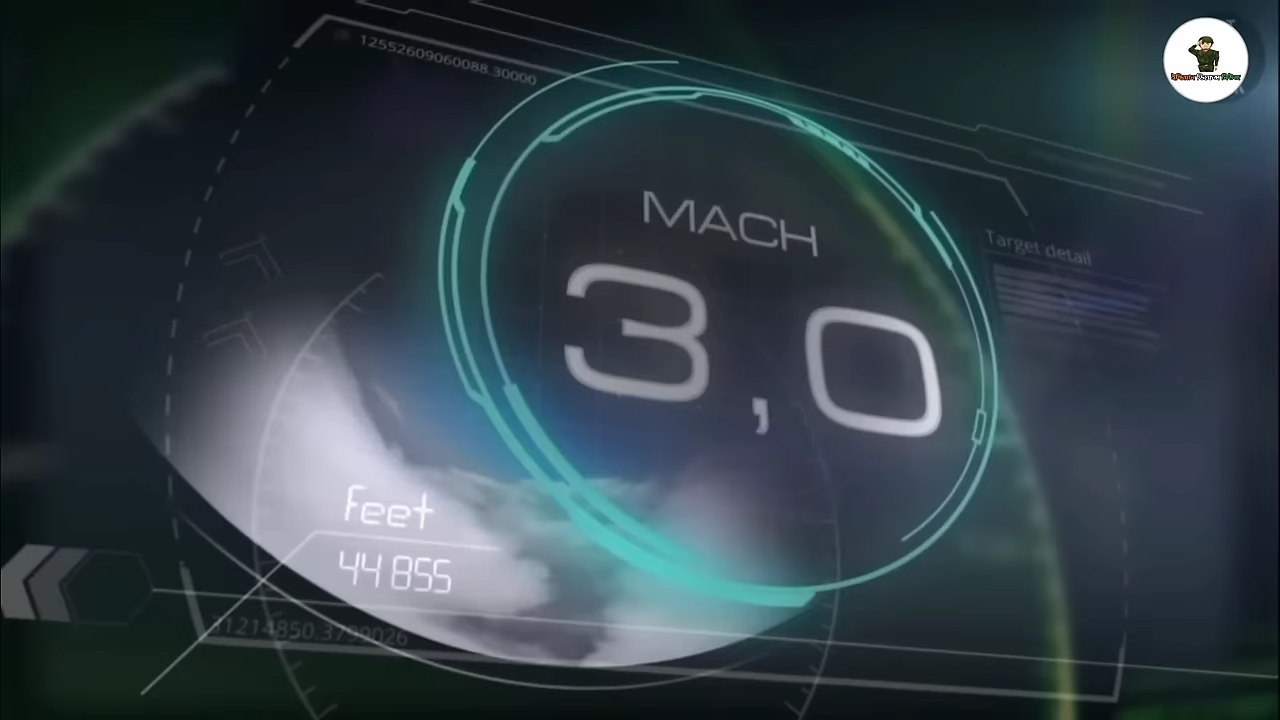 12552609060088.30000
MACH
3,0
Target detail
feet
44 855